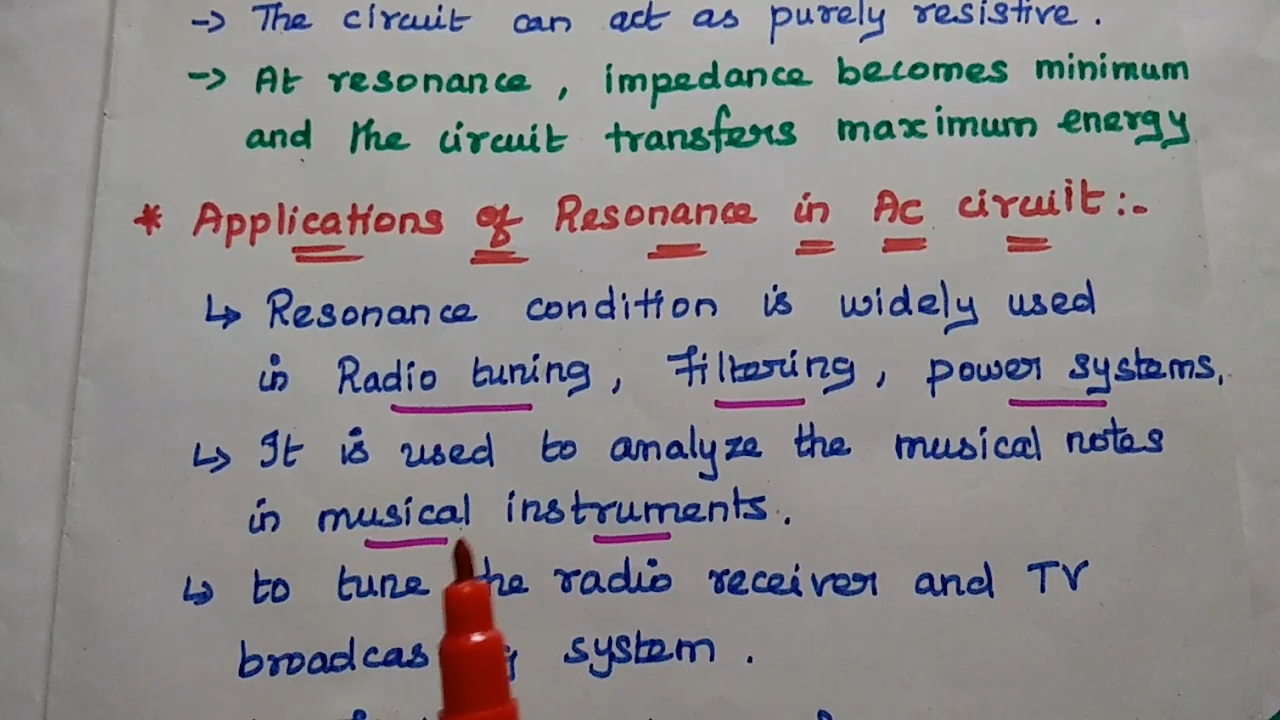 -> The circuit can act as purely resistive.
-> At resonance, impedance becomes minimum
and the circuit transfers maximum energy
* Applications of Resonance in Ac circuit:-
↳ Resonance condition is widely used
in Radio tuning, filtering, power systems.
↳ It is used to analyze the musical notes
in musical instruments.
↳ to tune the radio receiver and TV
system.